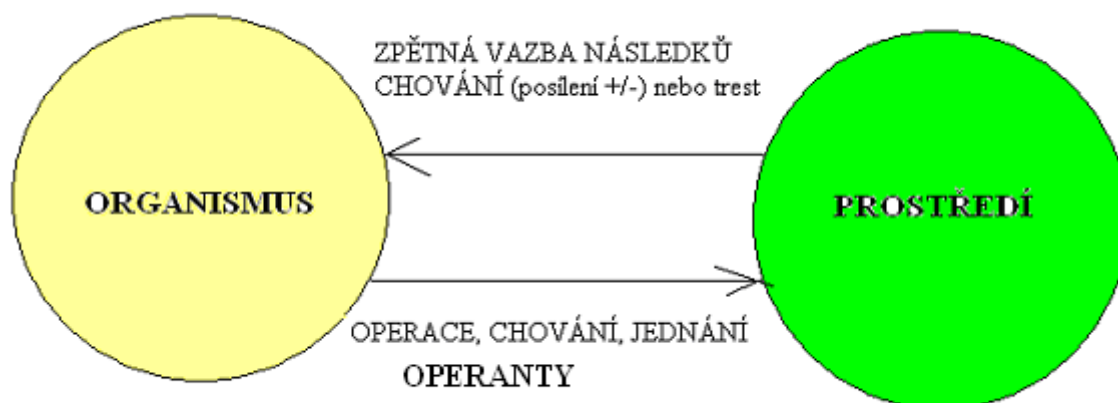 ZPĚTNÁ VAZBA NÁSLEDKŮ
CHOVÁNÍ (posílení +/-) nebo trest
ORGANISMUS
PROSTŘEDÍ
OPERACE, CHOVÁNÍ, JEDNÁNÍ
OPERANTY